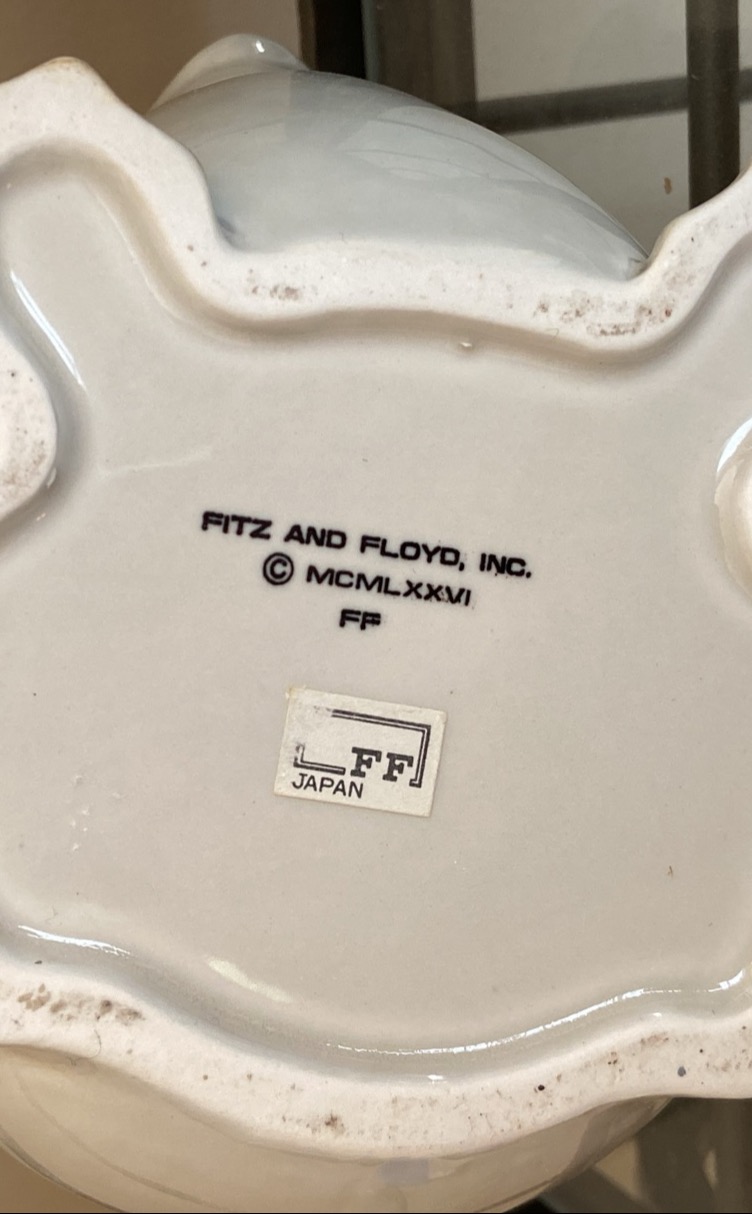 FITZ AND FLOYD, INC.
© MCMLXXVI
FF
FF
JAPAN